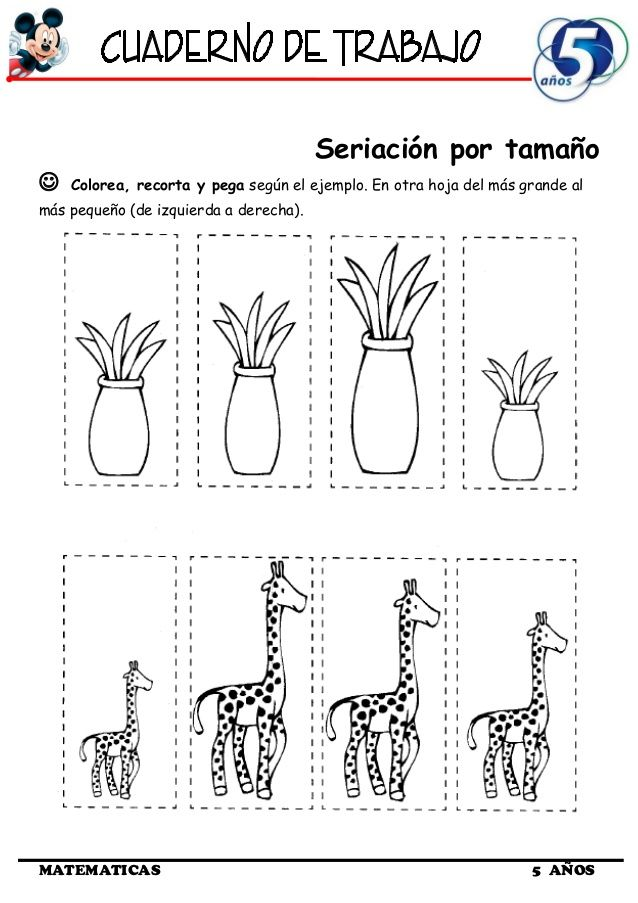 CUADERNO DE TRABAJO
5
años
Seriación por tamaño
Colorea, recorta y pega según el ejemplo. En otra hoja del más grande al
más pequeño (de izquierda a derecha).
MATEMATICAS 5 AÑOS